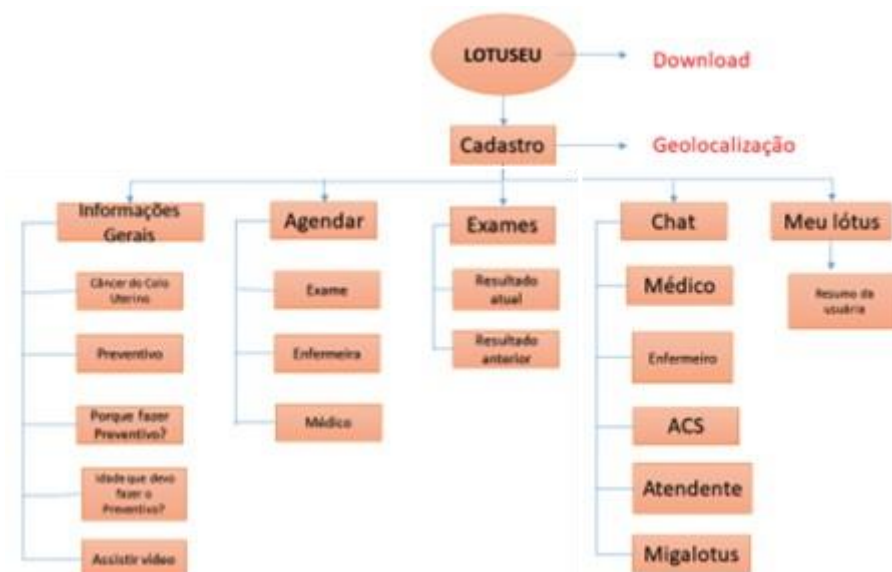 LOTUSEU
Download
Cadastro
Geolocalização
Informações
Gerais
Agendar
Exames
Chat
Meu lótus
Câncer do Colo
Uterino
Preventivo
Porque fazer
Preventivo?
Idade que devo
fazer o
Preventivo?
Assistir vídeo
Exame
Enfermeira
Médico
Resultado
atual
Resultado
anterior
Médico
Enfermeiro
ACS
Atendente
Migalotus
Resumo da
usuária